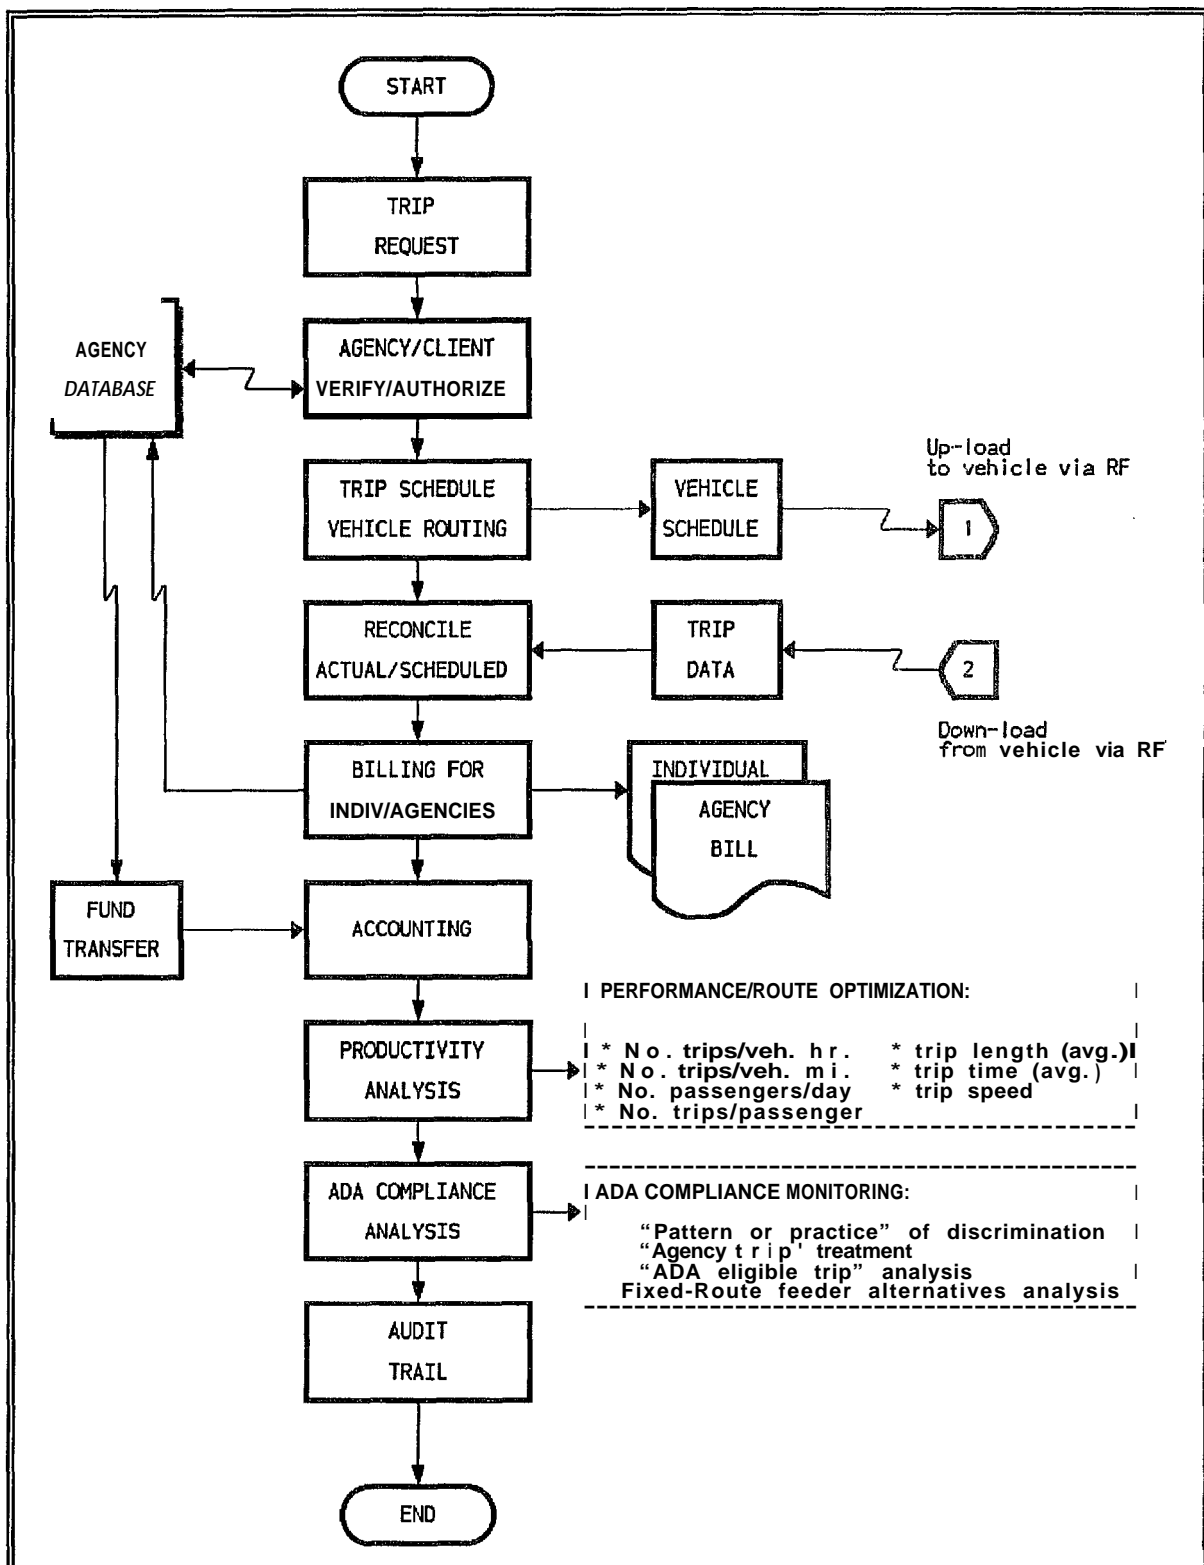 START
TRIP
REQUEST
AGENCY
DATABASE
AGENCY/CLIENT
VERIFY/AUTHORIZE
TRIP SCHEDULE
VEHICLE ROUTING
VEHICLE
SCHEDULE
Up-load
to vehicle via RF
1
RECONCILE
ACTUAL/SCHEDULED
TRIP
DATA
2
Down-load
from vehicle via RF
BILLING FOR
INDIV/AGENCIES
INDIVIDUAL
AGENCY
BILL
FUND
TRANSFER
ACCOUNTING
PRODUCTIVITY
ANALYSIS
PERFORMANCE/ROUTE OPTIMIZATION:
* No. trips/veh. hr. * trip length (avg.)
* No. trips/veh. mi. * trip time (avg.)
* No. passengers/day * trip speed
* No. trips/passenger
ADA COMPLIANCE
ANALYSIS
ADA COMPLIANCE MONITORING:
“Pattern or practice” of discrimination
“Agency trip' treatment
“ADA eligible trip” analysis
Fixed-Route feeder alternatives analysis
AUDIT
TRAIL
END